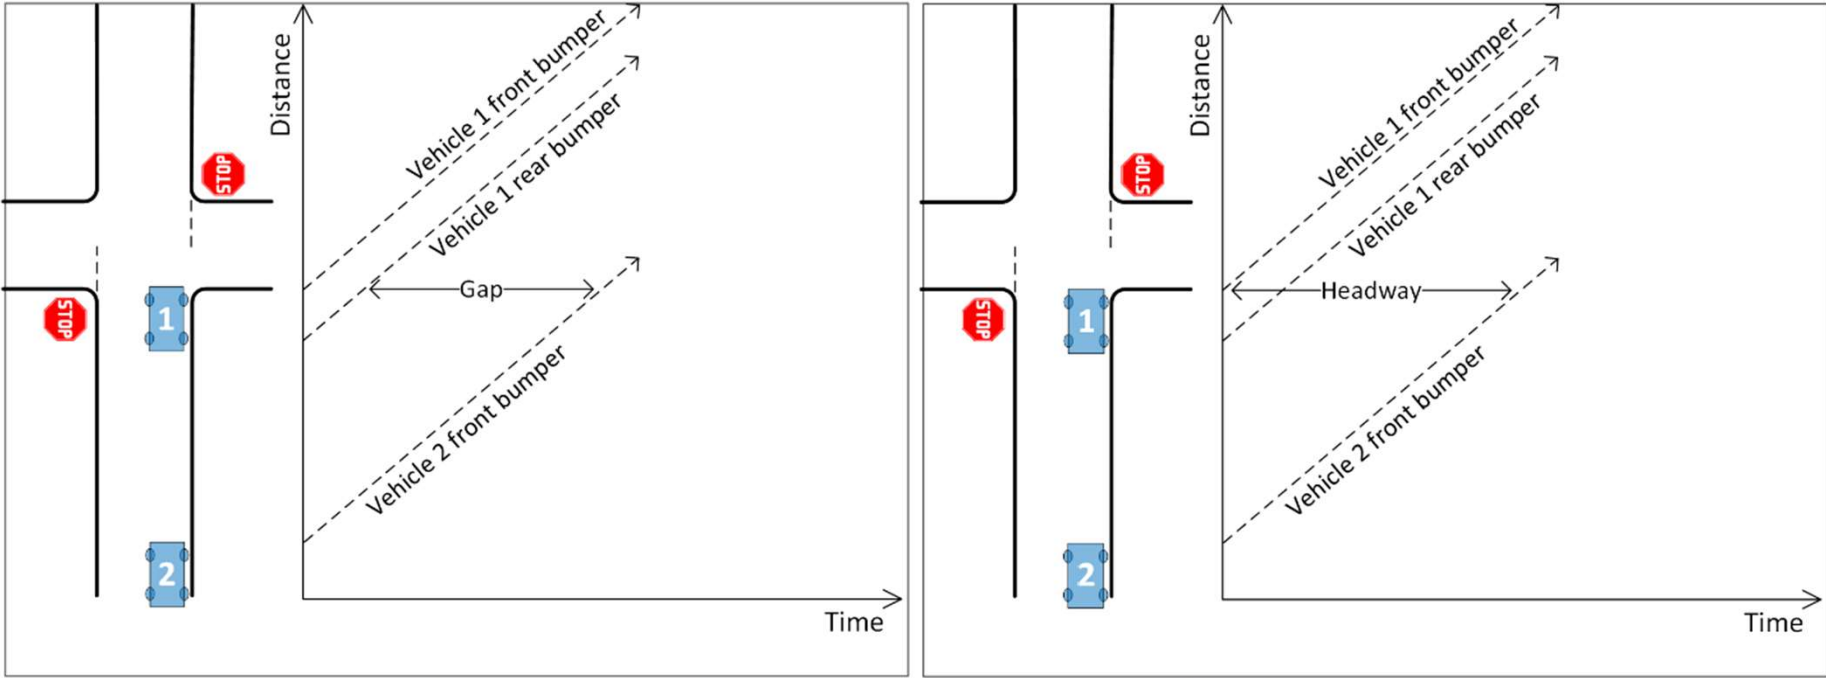 Distance
Vehicle 1 front bumper
Vehicle 1 rear bumper
STOP
STOP
1
Gap
Vehicle 2 front bumper
2
Time
Distance
Vehicle 1 front bumper
Vehicle 1 rear bumper
STOP
STOP
1
Headway
Vehicle 2 front bumper
2
Time